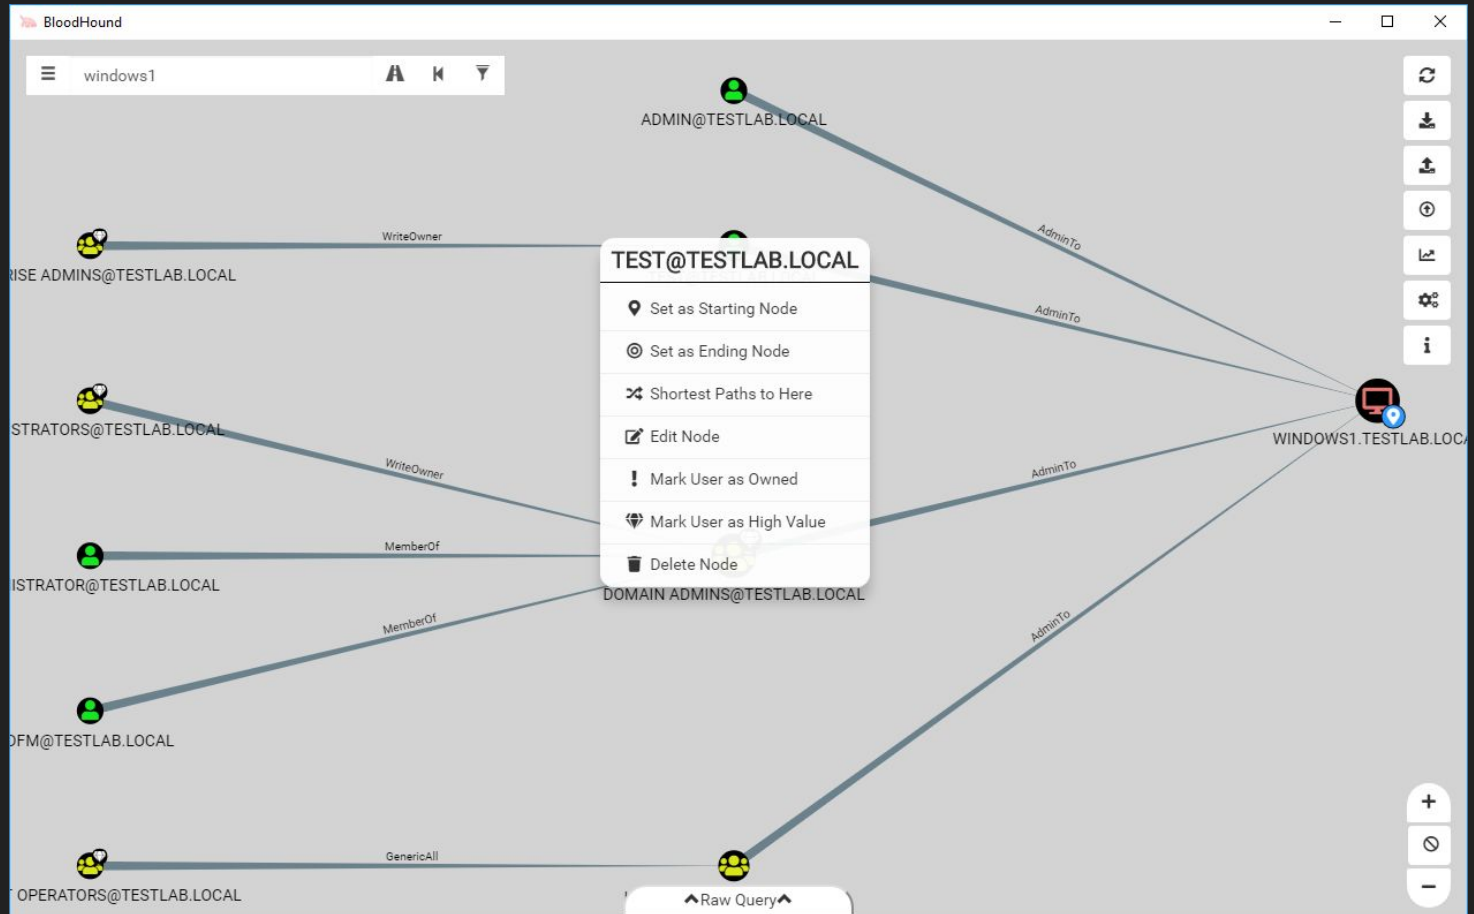 BloodHound
windows1
ADMIN@TESTLAB.LOCAL
AdminTo
WriteOwner
RISE ADMINS@TESTLAB.LOCAL
TEST@TESTLAB.LOCAL
Set as Starting Node
AdminTo
Set as Ending Node
Shortest Paths to Here
STRATORS@TESTLAB.LOCAL
Edit Node
WINDOWS1.TESTLAB.LOCA
WriteOwner
AdminTo
Mark User as Owned
Mark User as High Value
MemberOf
Delete Node
ISTRATOR@TESTLAB.LOCAL
DOMAIN ADMINS@TESTLAB.LOCAL
MemberOf
AdminTo
DFM@TESTLAB.LOCAL
GenericAll
OPERATORS@TESTLAB.LOCAL
Raw Query